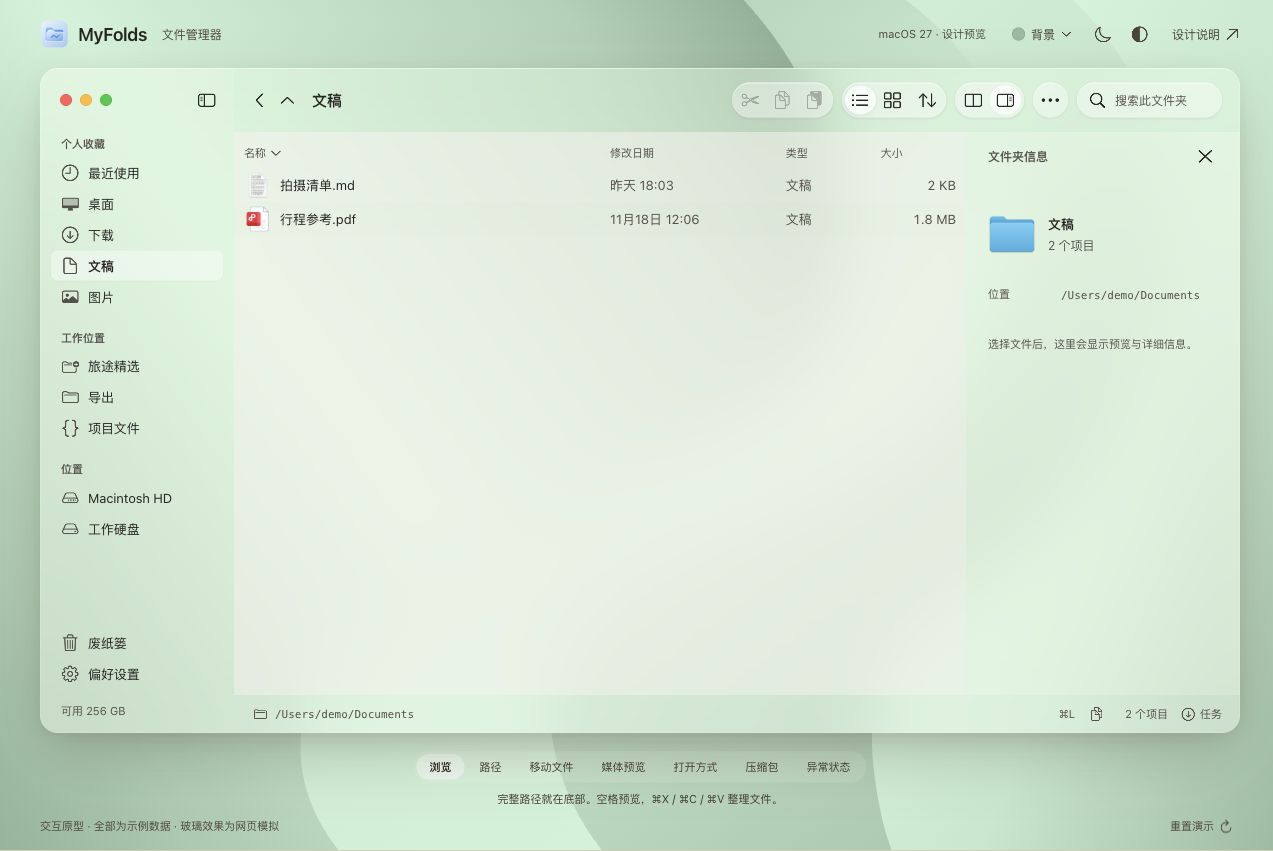 MyFolds 文件管理器
macOS 27 · 设计预览 背景 设计说明
文稿
搜索此文件夹
个人收藏
最近使用
桌面
下载
文稿
图片
工作位置
旅途精选
导出
项目文件
位置
Macintosh HD
工作硬盘
废纸篓
偏好设置
可用 256 GB
名称 修改日期 类型 大小
拍摄清单.md 昨天 18:03 文稿 2 KB
行程参考.pdf 11月18日 12:06 文稿 1.8 MB
文件夹信息
文稿
2 个项目
位置 /Users/demo/Documents
选择文件后，这里会显示预览与详细信息。
/Users/demo/Documents
⌘L 2 个项目 任务
浏览 路径 移动文件 媒体预览 打开方式 压缩包 异常状态
完整路径就在底部。空格预览，⌘X / ⌘C / ⌘V 整理文件。
交互原型 · 全部为示例数据 · 玻璃效果为网页模拟
重置演示